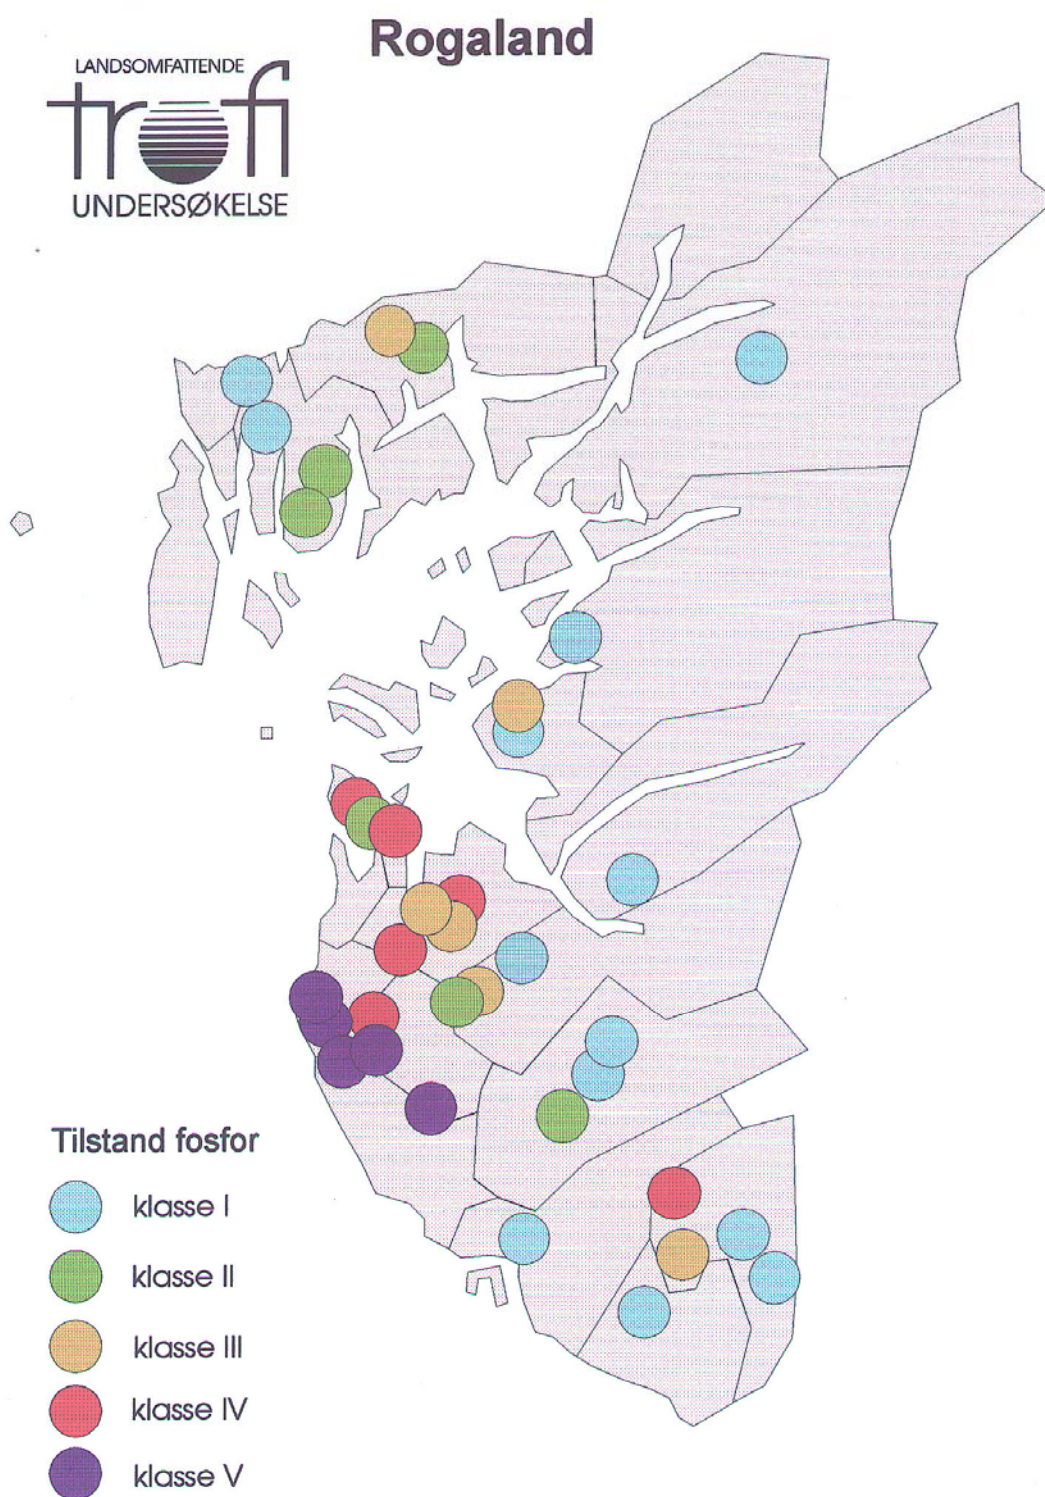 Rogaland
LANDSOMFATTENDE
trofi
UNDERSØKELSE
Tilstand fosfor
klasse I
klasse II
klasse III
klasse IV
klasse V